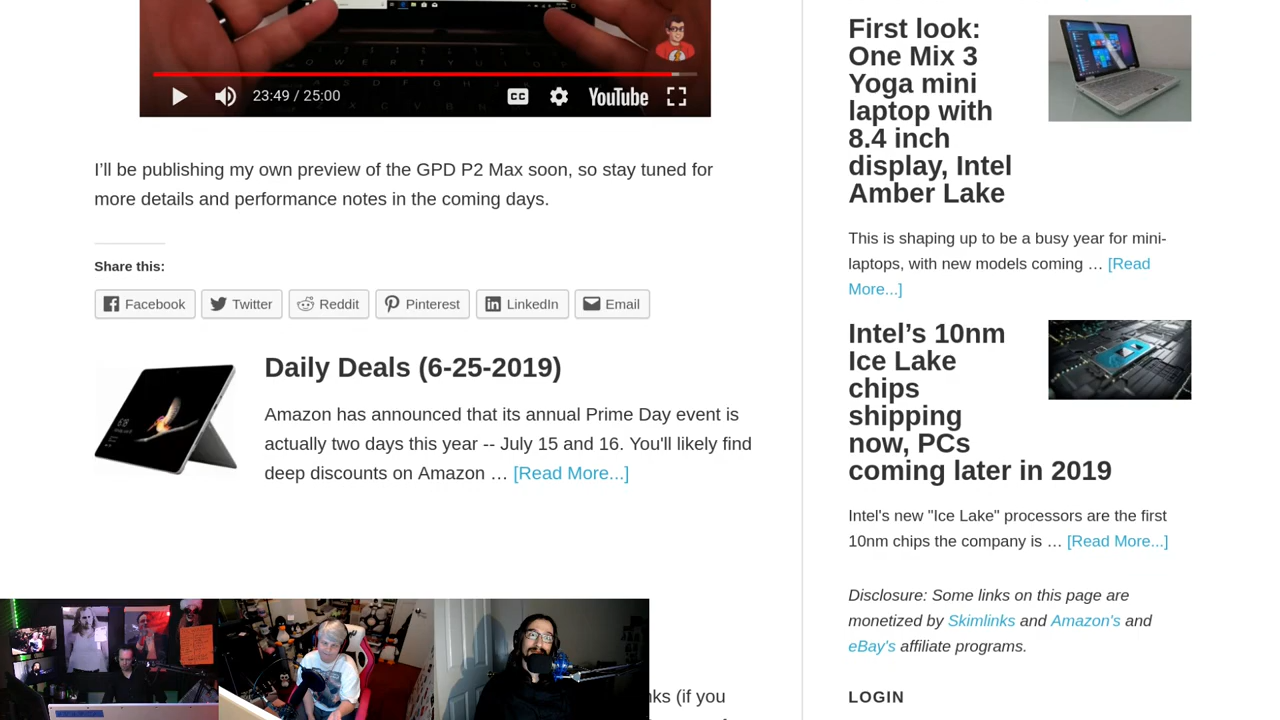 23:49 / 25:00
CC
YouTube
I’ll be publishing my own preview of the GPD P2 Max soon, so stay tuned for
more details and performance notes in the coming days.
Share this:
Facebook
Twitter
Reddit
Pinterest
LinkedIn
Email
Daily Deals (6-25-2019)
Amazon has announced that its annual Prime Day event is
actually two days this year -- July 15 and 16. You'll likely find
deep discounts on Amazon … [Read More...]
(if you
First look:
One Mix 3
Yoga mini
laptop with
8.4 inch
display, Intel
Amber Lake
This is shaping up to be a busy year for mini-
laptops, with new models coming … [Read
More...]
Intel’s 10nm
Ice Lake
chips
shipping
now, PCs
coming later in 2019
Intel's new "Ice Lake" processors are the first
10nm chips the company is … [Read More...]
Disclosure: Some links on this page are
monetized by Skimlinks and Amazon's and
eBay's affiliate programs.
LOGIN